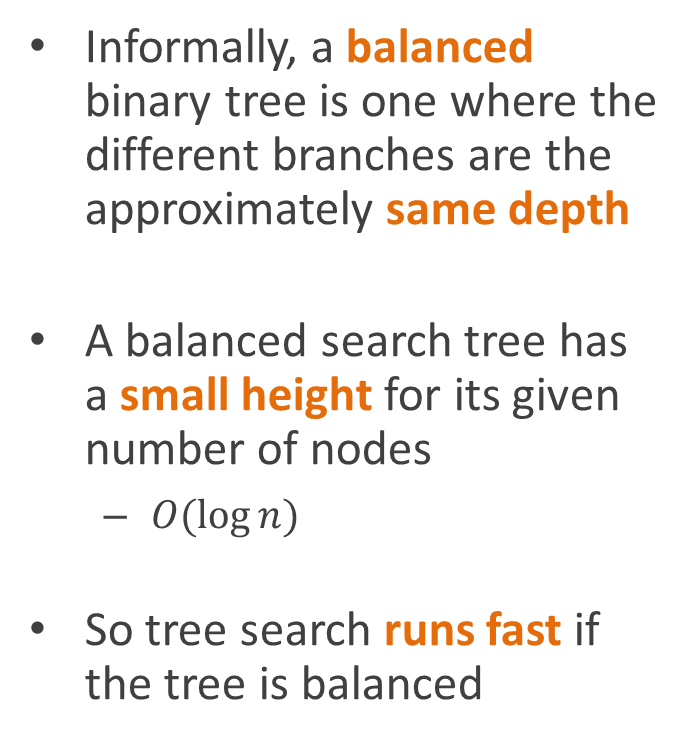 • Informally, a balanced
binary tree is one where the
different branches are the
approximately same depth
• A balanced search tree has
a small height for its given
number of nodes
– O(log n)
• So tree search runs fast if
the tree is balanced